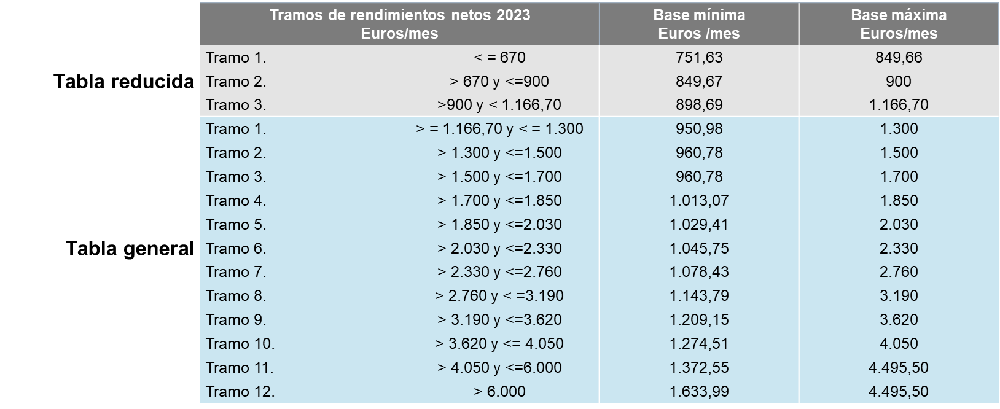 Tramos de rendimientos netos 2023 Base mínima Base máxima
Euros/mes Euros /mes Euros/mes
Tramo 1. < = 670 751,63 849,66
Tabla reducida Tramo 2. > 670 y <=900 849,67 900
Tramo 3. >900 y < 1.166,70 898,69 1.166,70
Tramo 1. > = 1.166,70 y < = 1.300 950,98 1.300
Tramo 2. > 1.300 y <=1.500 960,78 1.500
Tramo 3. > 1.500 y <=1.700 960,78 1.700
Tramo 4. > 1.700 y <=1.850 1.013,07 1.850
Tramo 5. > 1.850 y <=2.030 1.029,41 2.030
Tabla general Tramo 6. > 2.030 y <=2.330 1.045,75 2.330
Tramo 7. > 2.330 y <=2.760 1.078,43 2.760
Tramo 8. > 2.760 y < =3.190 1.143,79 3.190
Tramo 9. > 3.190 y <=3.620 1.209,15 3.620
Tramo 10. > 3.620 y <= 4.050 1.274,51 4.050
Tramo 11. > 4.050 y <=6.000 1.372,55 4.495,50
Tramo 12. > 6.000 1.633,99 4.495,50